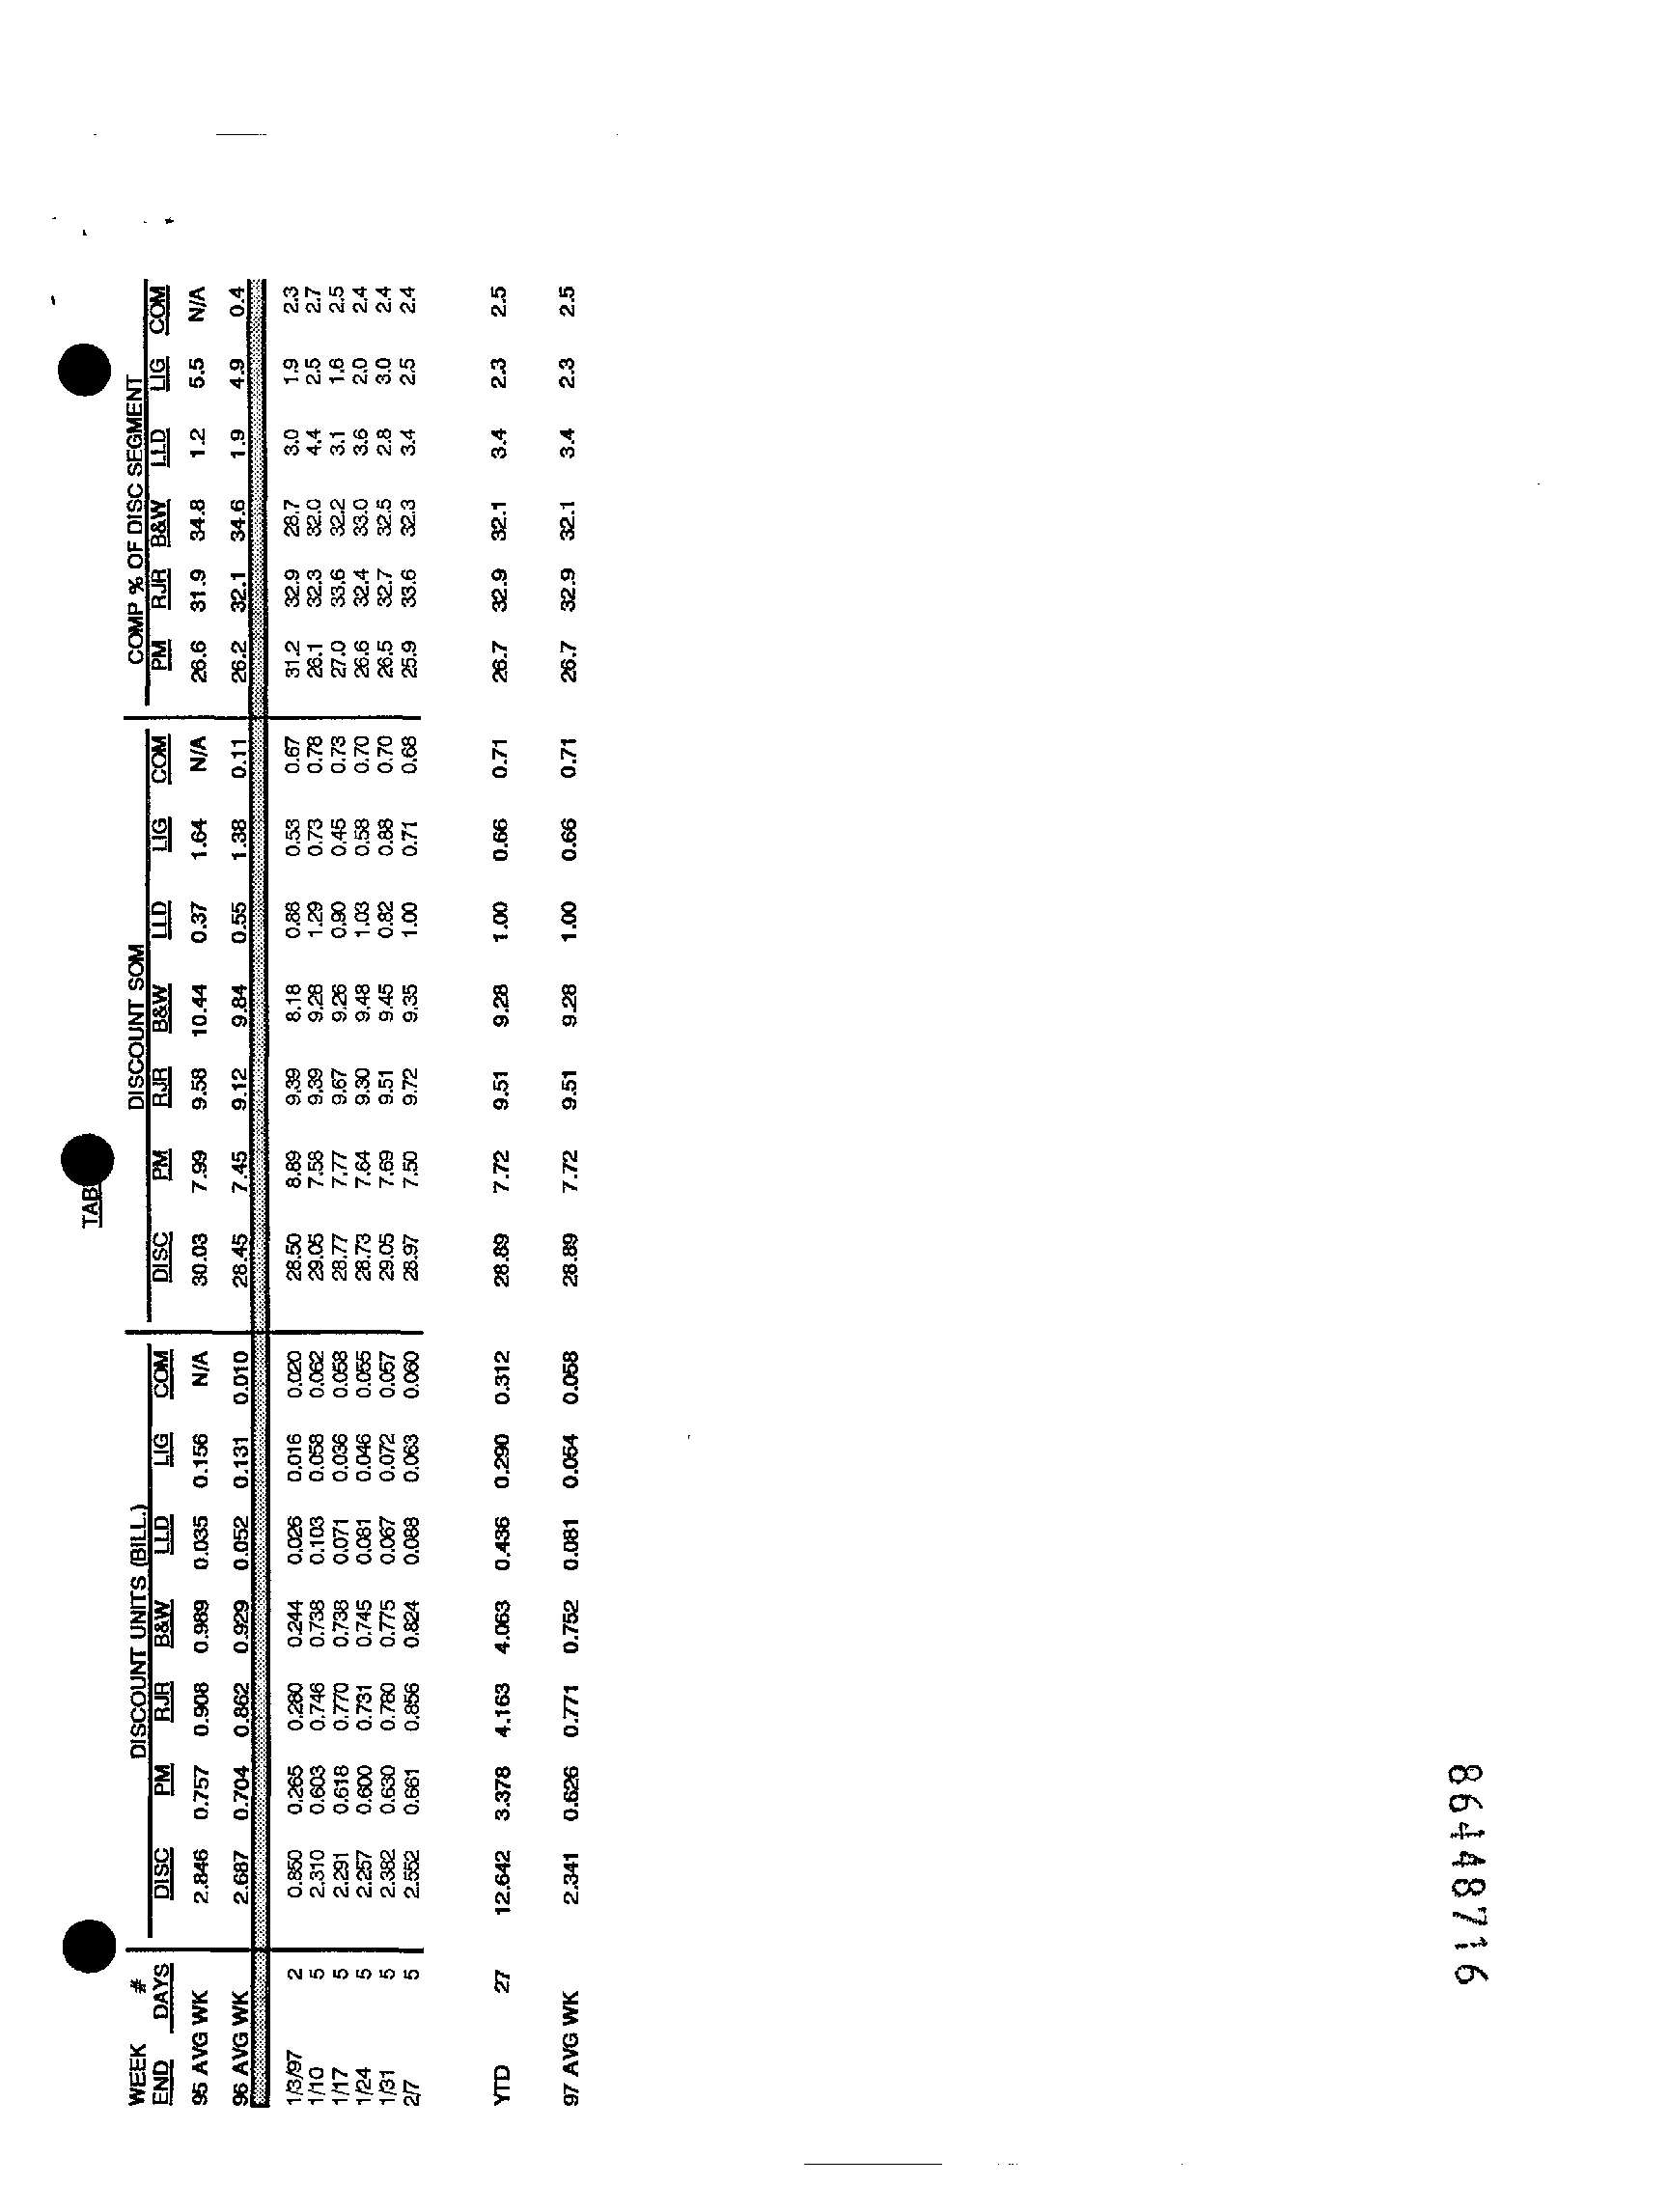 TAB
WEEK # DISCOUNT UNITS (BILL.) DISCOUNT SOM COMP % OF DISC SEGMENT
END DAYS DISC PM RJR B&W LLD LIG COM DISC PM RJR B&W LLD LIG COM PM RJR B&W LLD LIG COM
95 AVG WK 2.846 0.757 0.908 0.989 0.035 0.156 N/A 30.03 7.99 9.58 10.44 0.37 1.64 N/A 26.6 31.9 34.8 1.2 5.5 N/A
96 AVG WK 2.687 0.704 0.862 0.929 0.052 0.131 0.010 28.45 7.45 9.12 9.84 0.55 1.38 0.11 26.2 32.1 34.6 1.9 4.9 0.4
1/3/97 2 0.850 0.265 0.280 0.244 0.026 0.016 0.020 28.50 8.89 9.39 8.18 0.88 0.53 0.67 31.2 32.9 28.7 3.0 1.9 2.3
1/10 5 2.310 0.603 0.746 0.738 0.103 0.058 0.062 29.05 7.58 9.39 9.28 1.29 0.73 0.78 26.1 32.3 32.0 4.4 2.5 2.7
1/17 5 2.291 0.618 0.770 0.738 0.071 0.036 0.058 28.77 7.77 9.67 9.26 0.90 0.45 0.73 27.0 33.6 32.2 3.1 1.6 2.5
1/24 5 2.257 0.600 0.731 0.745 0.081 0.046 0.055 28.73 7.64 9.30 9.48 1.03 0.58 0.70 26.6 32.4 33.0 3.6 2.0 2.4
1/31 5 2.382 0.630 0.780 0.775 0.067 0.072 0.057 29.05 7.69 9.51 9.45 0.82 0.88 0.70 26.5 32.7 32.5 2.8 3.0 2.4
2/7 5 2.552 0.661 0.856 0.824 0.088 0.063 0.060 28.97 7.50 9.72 9.35 1.00 0.71 0.68 25.9 33.6 32.3 3.4 2.5 2.4
YTD 27 12.642 3.378 4.163 4.063 0.436 0.290 0.312 28.89 7.72 9.51 9.28 1.00 0.66 0.71 26.7 32.9 32.1 3.4 2.3 2.5
97 AVG WK 2.341 0.626 0.771 0.752 0.081 0.054 0.058 28.89 7.72 9.51 9.28 1.00 0.66 0.71 26.7 32.9 32.1 3.4 2.3 2.5
86448716